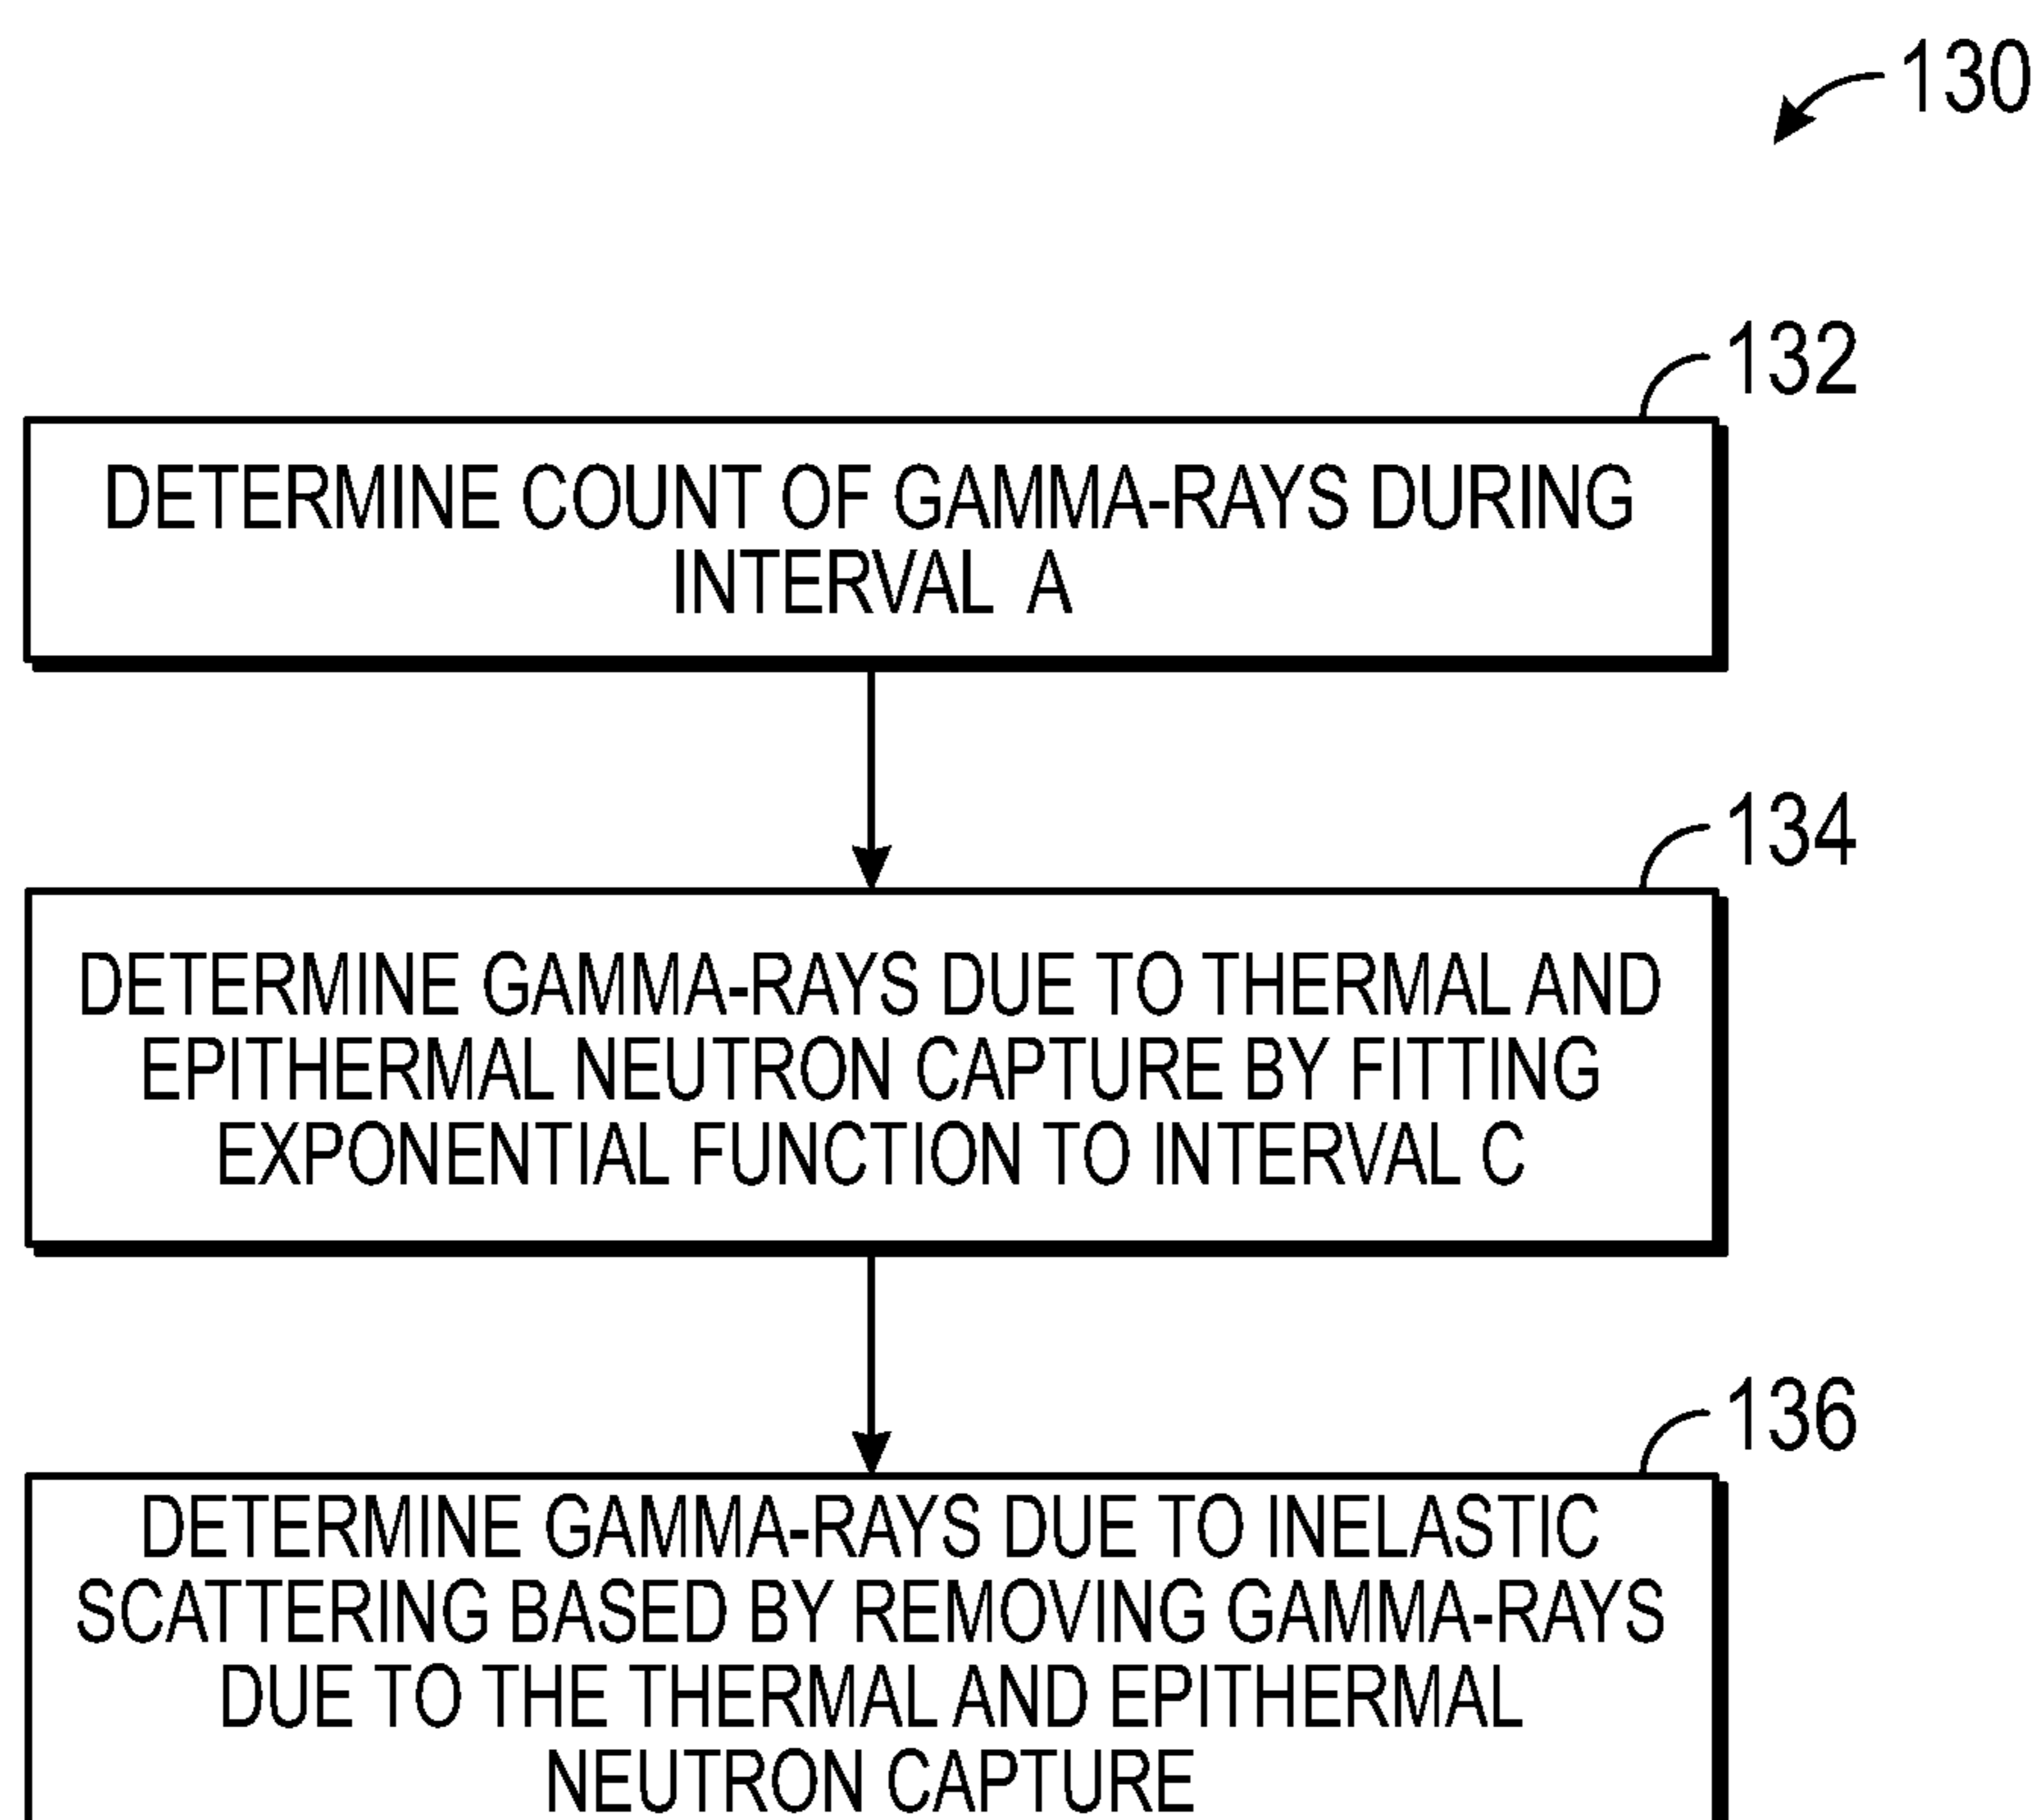 130
132
DETERMINE COUNT OF GAMMA-RAYS DURING
INTERVAL A
134
DETERMINE GAMMA-RAYS DUE TO THERMAL AND
EPITHERMAL NEUTRON CAPTURE BY FITTING
EXPONENTIAL FUNCTION TO INTERVAL C
136
DETERMINE GAMMA-RAYS DUE TO INELASTIC
SCATTERING BASED BY REMOVING GAMMA-RAYS
DUE TO THE THERMAL AND EPITHERMAL
NEUTRON CAPTURE